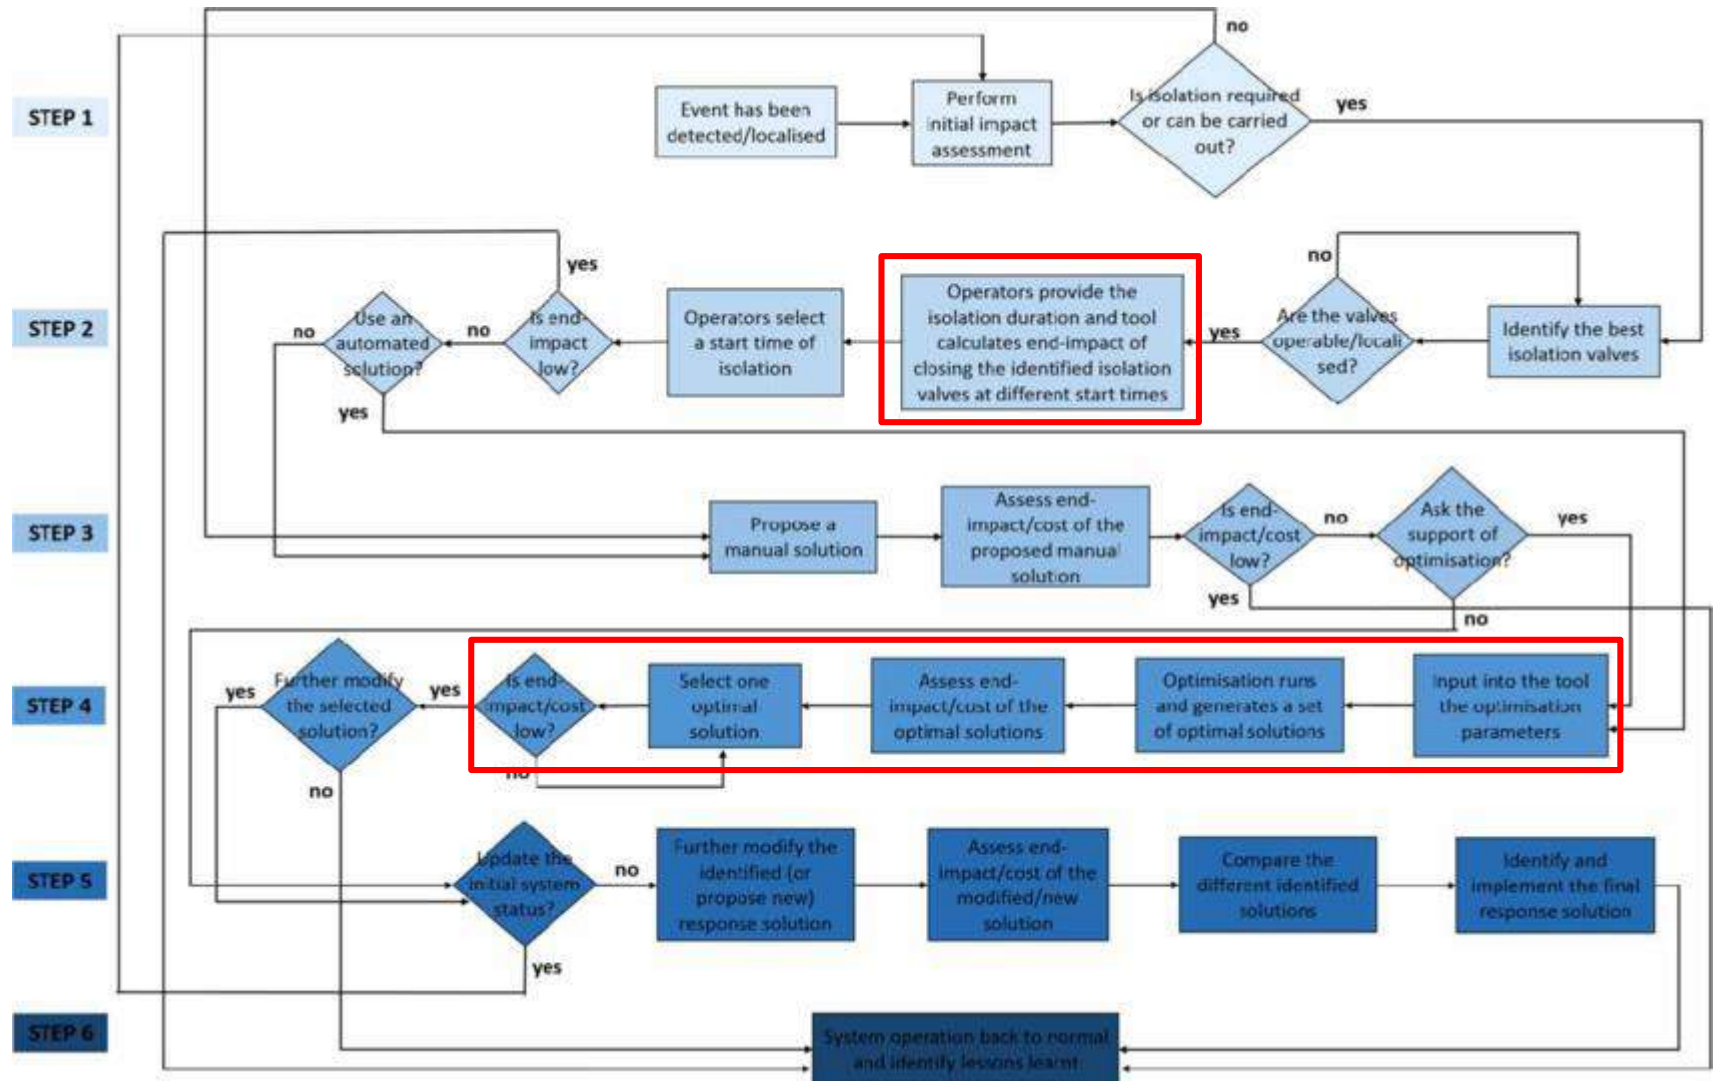 no
STEP 1
Event has been
detected/localised
Perform
initial impact
assessment
Is isolation required
or can be carried
out?
yes
STEP 2
no
Use an
automated
solution?
yes
no
yes
Is end-
impact
low?
Operators select
a start time of
isolation
Operators provide the
isolation duration and tool
calculates end-impact of
closing the identified isolation
valves at different start times
yes
no
Are the valves
operable/locali
sed?
Identify the best
isolation valves
STEP 3
Propose a
manual solution
Assess end-
impact/cost of the
proposed manual
solution
Is end-
impact/cost
low?
yes
no
Ask the
support of
optimisation?
yes
no
STEP 4
yes
Further modify
the selected
solution?
no
yes
Is end-
impact/cost
low?
no
Select one
optimal
solution
Assess end-
impact/cost of the
optimal solutions
Optimisation runs
and generates a set
of optimal solutions
Input into the tool
the optimisation
parameters
STEP 5
Update the
initial system
status?
yes
no
Further modify the
identified (or
propose new)
response solution
Assess end-
impact/cost of the
modified/new
solution
Compare the
different identified
solutions
Identify and
implement the final
response solution
STEP 6
System operation back to normal
and identify lessons learnt